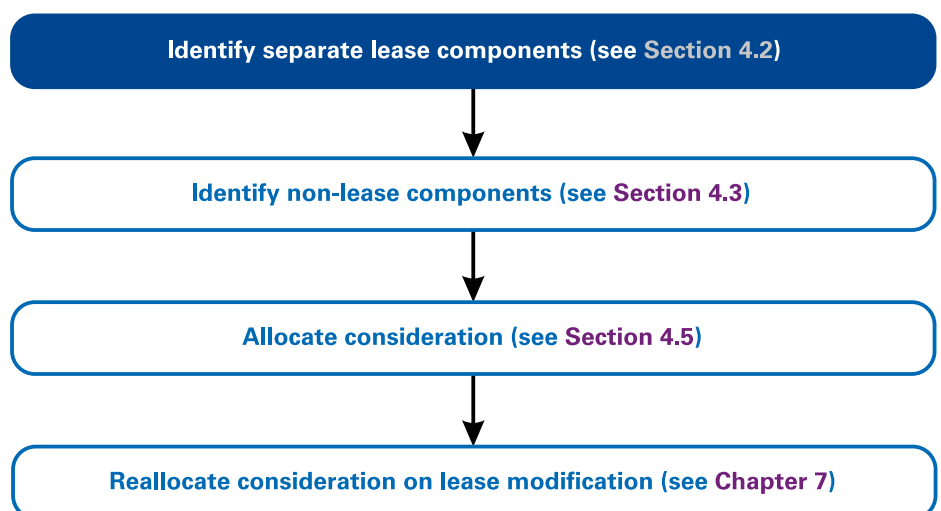 Identify separate lease components (see Section 4.2)
Identify non-lease components (see Section 4.3)
Allocate consideration (see Section 4.5)
Reallocate consideration on lease modification (see Chapter 7)